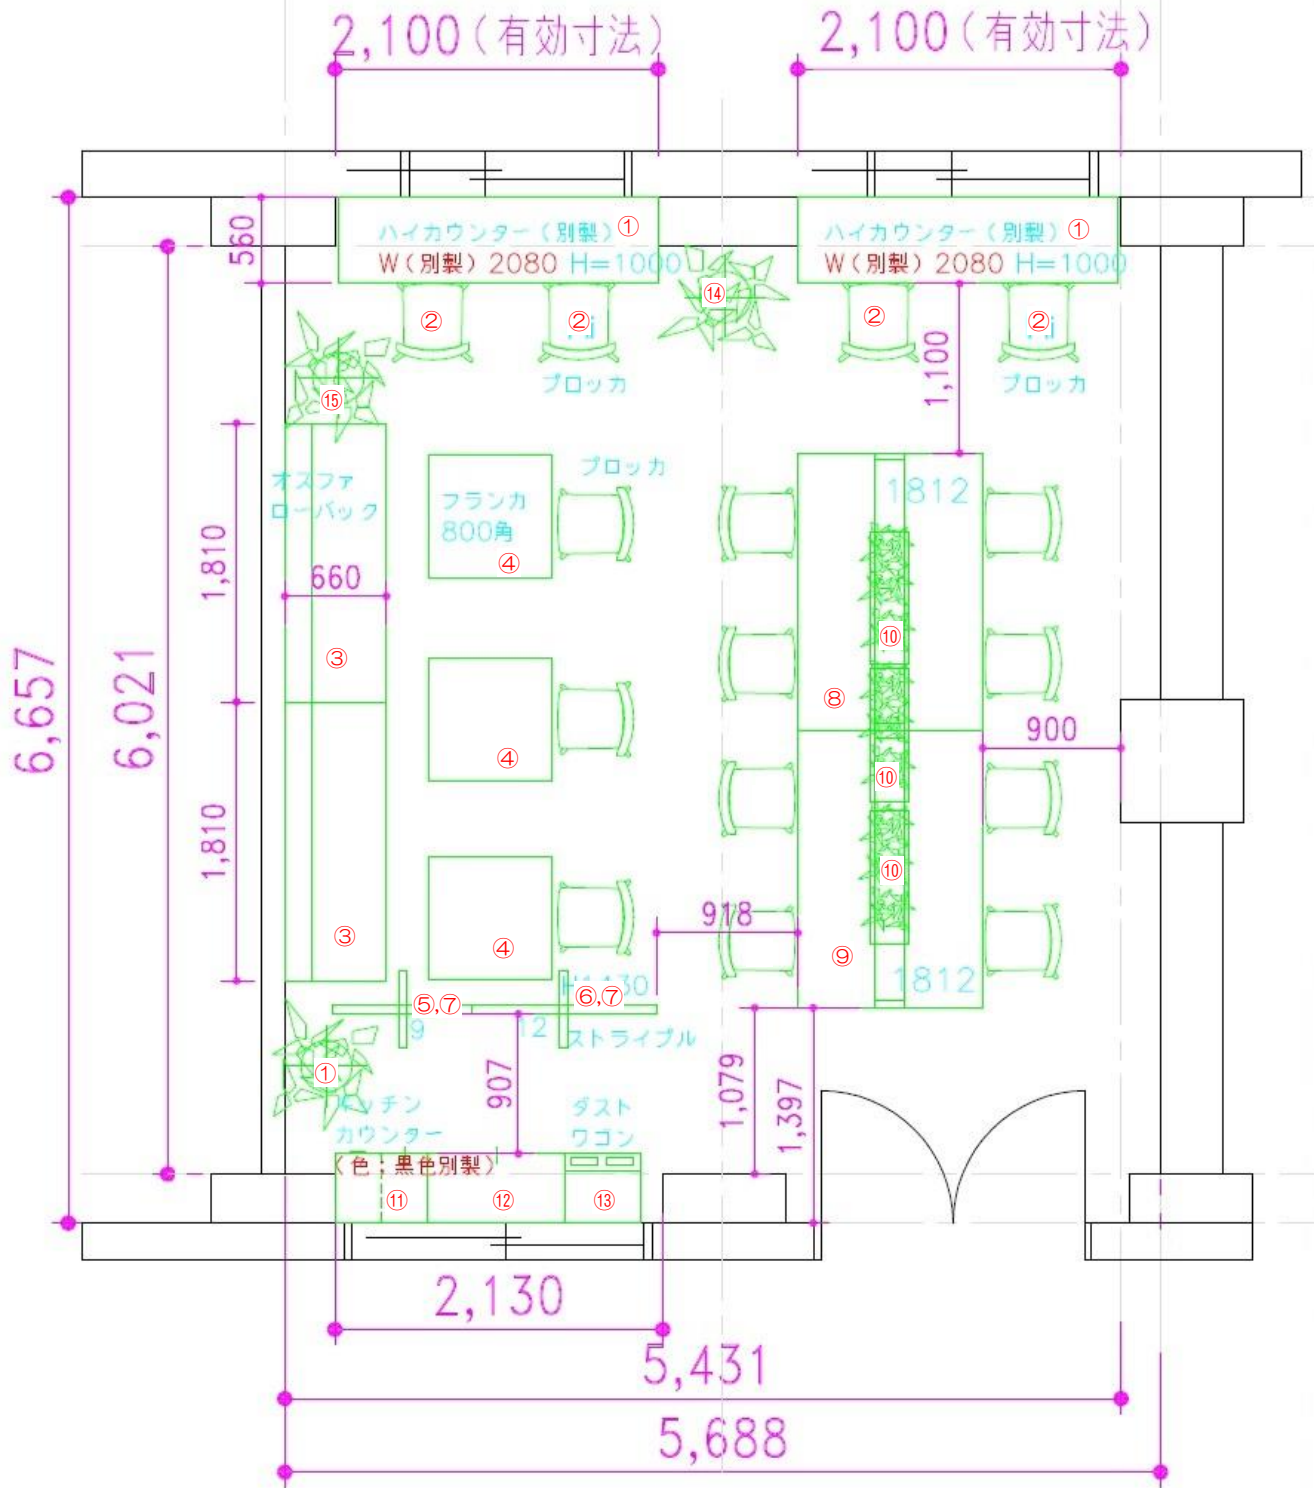 2,100(有効寸法)
2,100(有効寸法)
560
ハイカウンター(別製) ①
W(別製) 2080 H=1000
ハイカウンター(別製) ①
W(別製) 2080 H=1000
⑭
②
②
②
②
ブロッカ
ブロッカ
1,100
⑮
オスファ
ローバック
ブロッカ
フランカ
800角
④
1812
1,810
660
③
⑩
6,657
6,021
④
⑧
⑩
900
1,810
③
④
⑩
918
⑨
1812
⑤,⑦
⑥,⑦
9
12
ストライプル
①
907
1,079
1,397
カウンター
ダスト
ワゴン
(色；黒色別製)
⑪
⑫
⑬
2,130
5,431
5,688